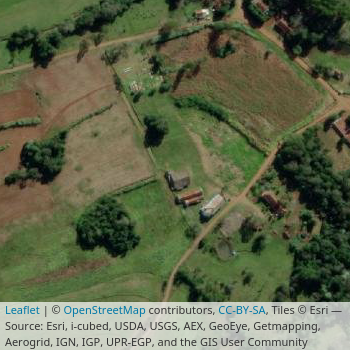 Leaflet | © OpenStreetMap contributors, CC-BY-SA, Tiles © Esri —
Source: Esri, i-cubed, USDA, USGS, AEX, GeoEye, Getmapping,
Aerogrid, IGN, IGP, UPR-EGP, and the GIS User Community